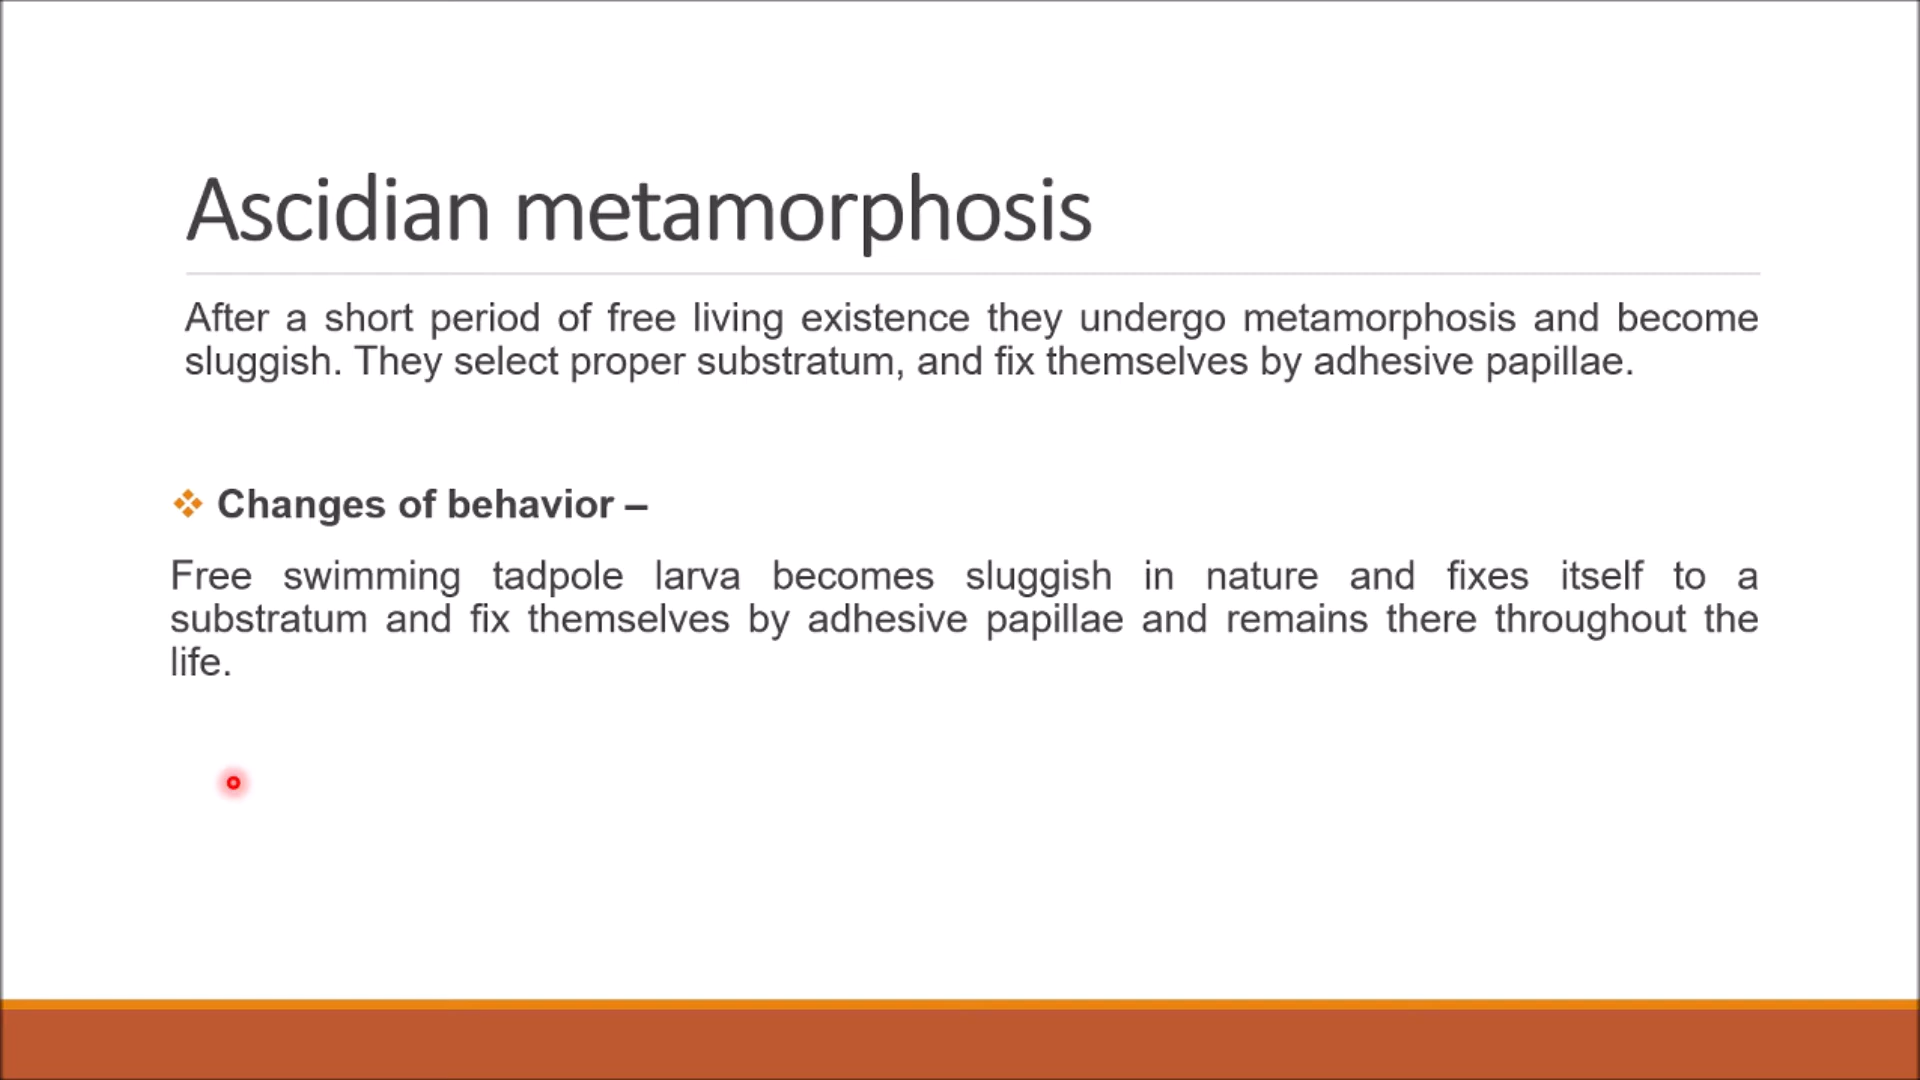 Ascidian metamorphosis
After a short period of free living existence they undergo metamorphosis and become
sluggish. They select proper substratum, and fix themselves by adhesive papillae.
Changes of behavior –
Free swimming tadpole larva becomes sluggish in nature and fixes itself to a
substratum and fix themselves by adhesive papillae and remains there throughout the
life.